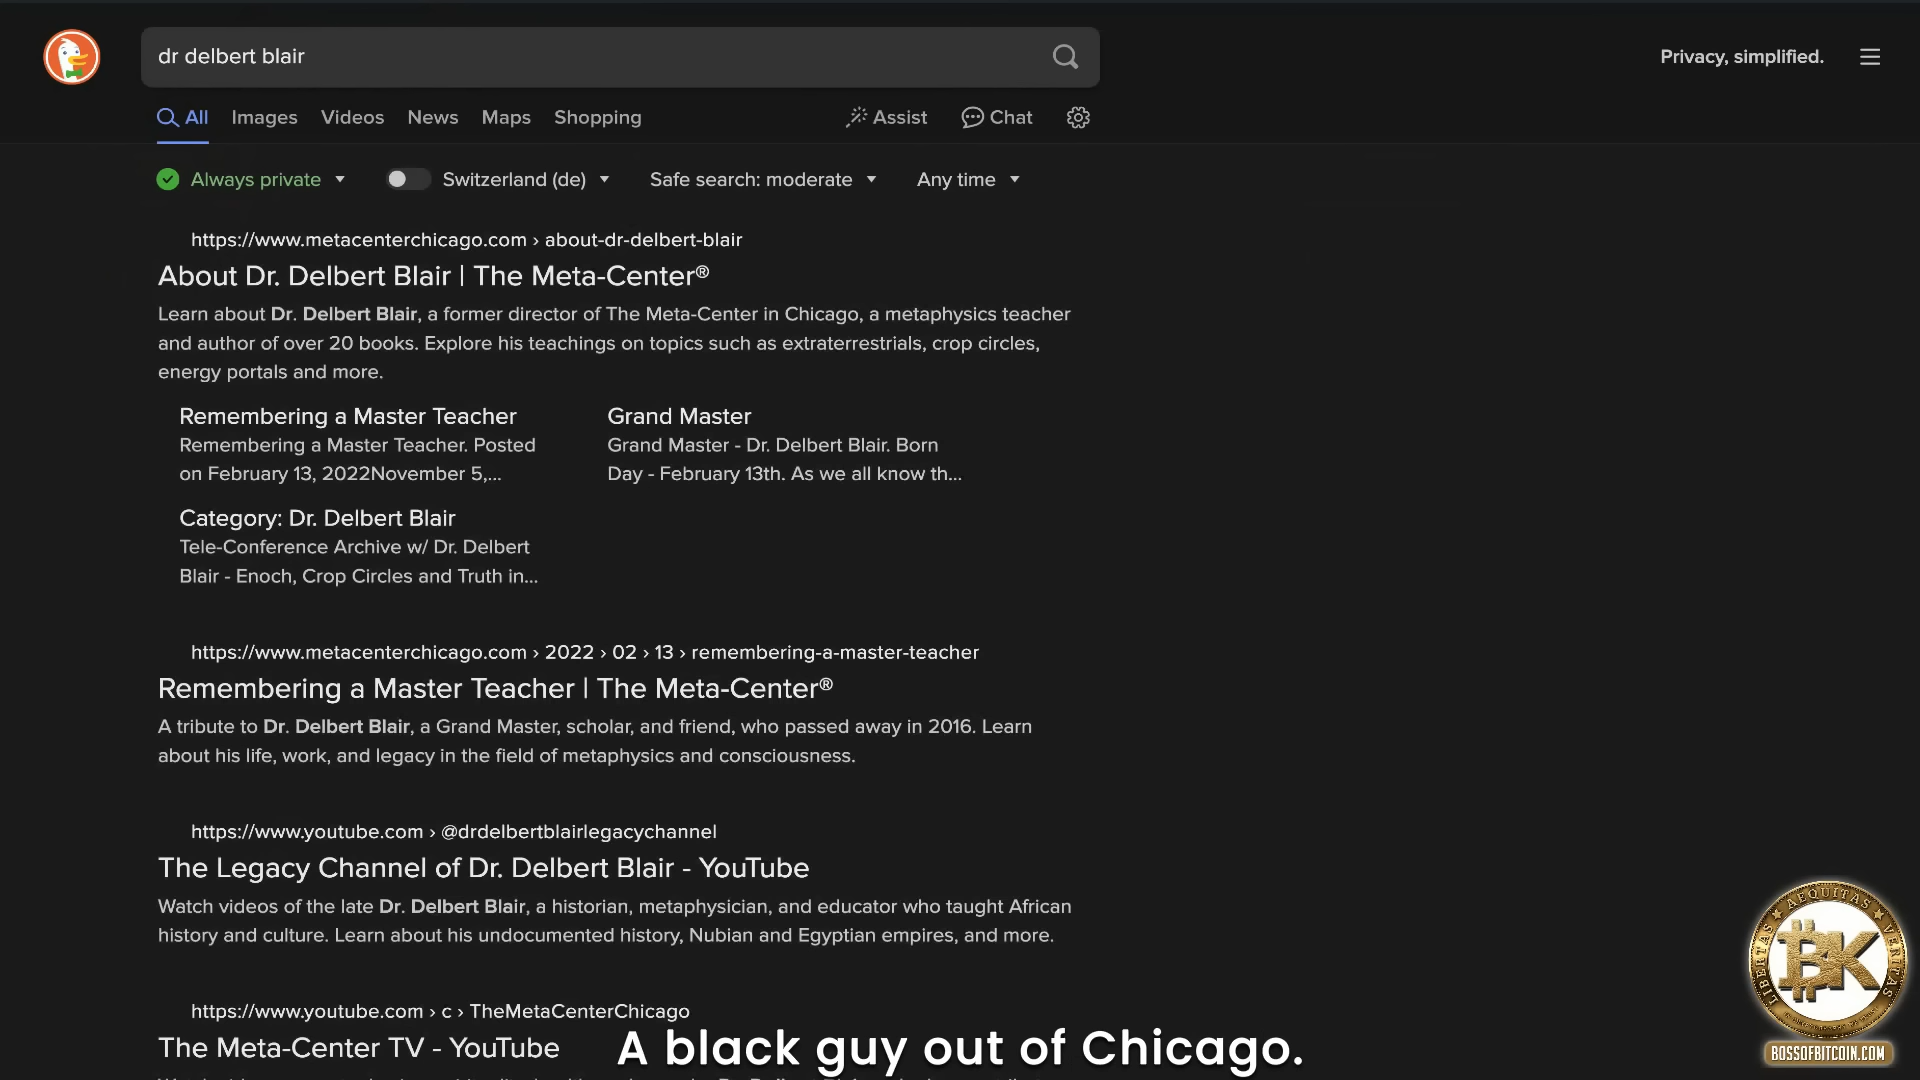 dr delbert blair
Privacy, simplified.
All Images Videos News Maps Shopping Assist Chat
Always private Switzerland (de) Safe search: moderate Any time
https://www.metacenterchicago.com › about-dr-delbert-blair
About Dr. Delbert Blair | The Meta-Center®
Learn about Dr. Delbert Blair, a former director of The Meta-Center in Chicago, a metaphysics teacher
and author of over 20 books. Explore his teachings on topics such as extraterrestrials, crop circles,
energy portals and more.
Remembering a Master Teacher
Remembering a Master Teacher. Posted
on February 13, 2022November 5,...
Grand Master
Grand Master - Dr. Delbert Blair. Born
Day - February 13th. As we all know th...
Category: Dr. Delbert Blair
Tele-Conference Archive w/ Dr. Delbert
Blair - Enoch, Crop Circles and Truth in...
https://www.metacenterchicago.com › 2022 › 02 › 13 › remembering-a-master-teacher
Remembering a Master Teacher | The Meta-Center®
A tribute to Dr. Delbert Blair, a Grand Master, scholar, and friend, who passed away in 2016. Learn
about his life, work, and legacy in the field of metaphysics and consciousness.
https://www.youtube.com › @drdelbertblairlegacychannel
The Legacy Channel of Dr. Delbert Blair - YouTube
Watch videos of the late Dr. Delbert Blair, a historian, metaphysician, and educator who taught African
history and culture. Learn about his undocumented history, Nubian and Egyptian empires, and more.
https://www.youtube.com › c › TheMetaCenterChicago
The Meta-Center TV - YouTube
A black guy out of Chicago.
LIBERTAS AEQUITAS VERITAS
BK
BOSSOFBITCOIN.COM